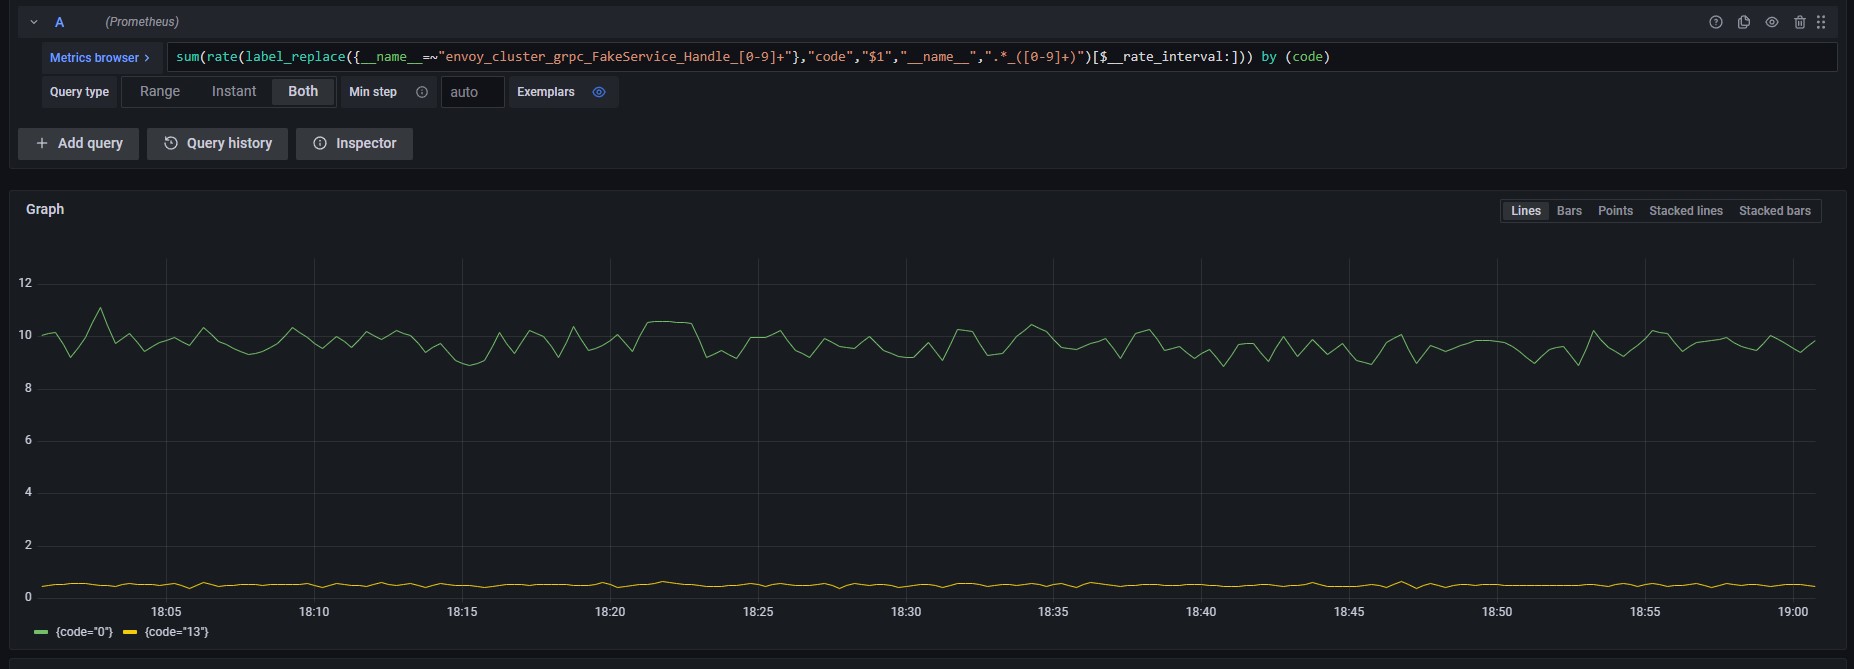 A (Prometheus)
Metrics browser > sum(rate(label_replace({__name__=~"envoy_cluster_grpc_FakeService_Handle_[0-9]+"},"code","$1","__name__",".*_([0-9]+)")[$__rate_interval:])) by (code)
Query type Range Instant Both Min step auto Exemplars
+ Add query Query history Inspector
Graph
Lines Bars Points Stacked lines Stacked bars
12
10
8
6
4
2
0
18:05 18:10 18:15 18:20 18:25 18:30 18:35 18:40 18:45 18:50 18:55 19:00
{code="0"} {code="13"}